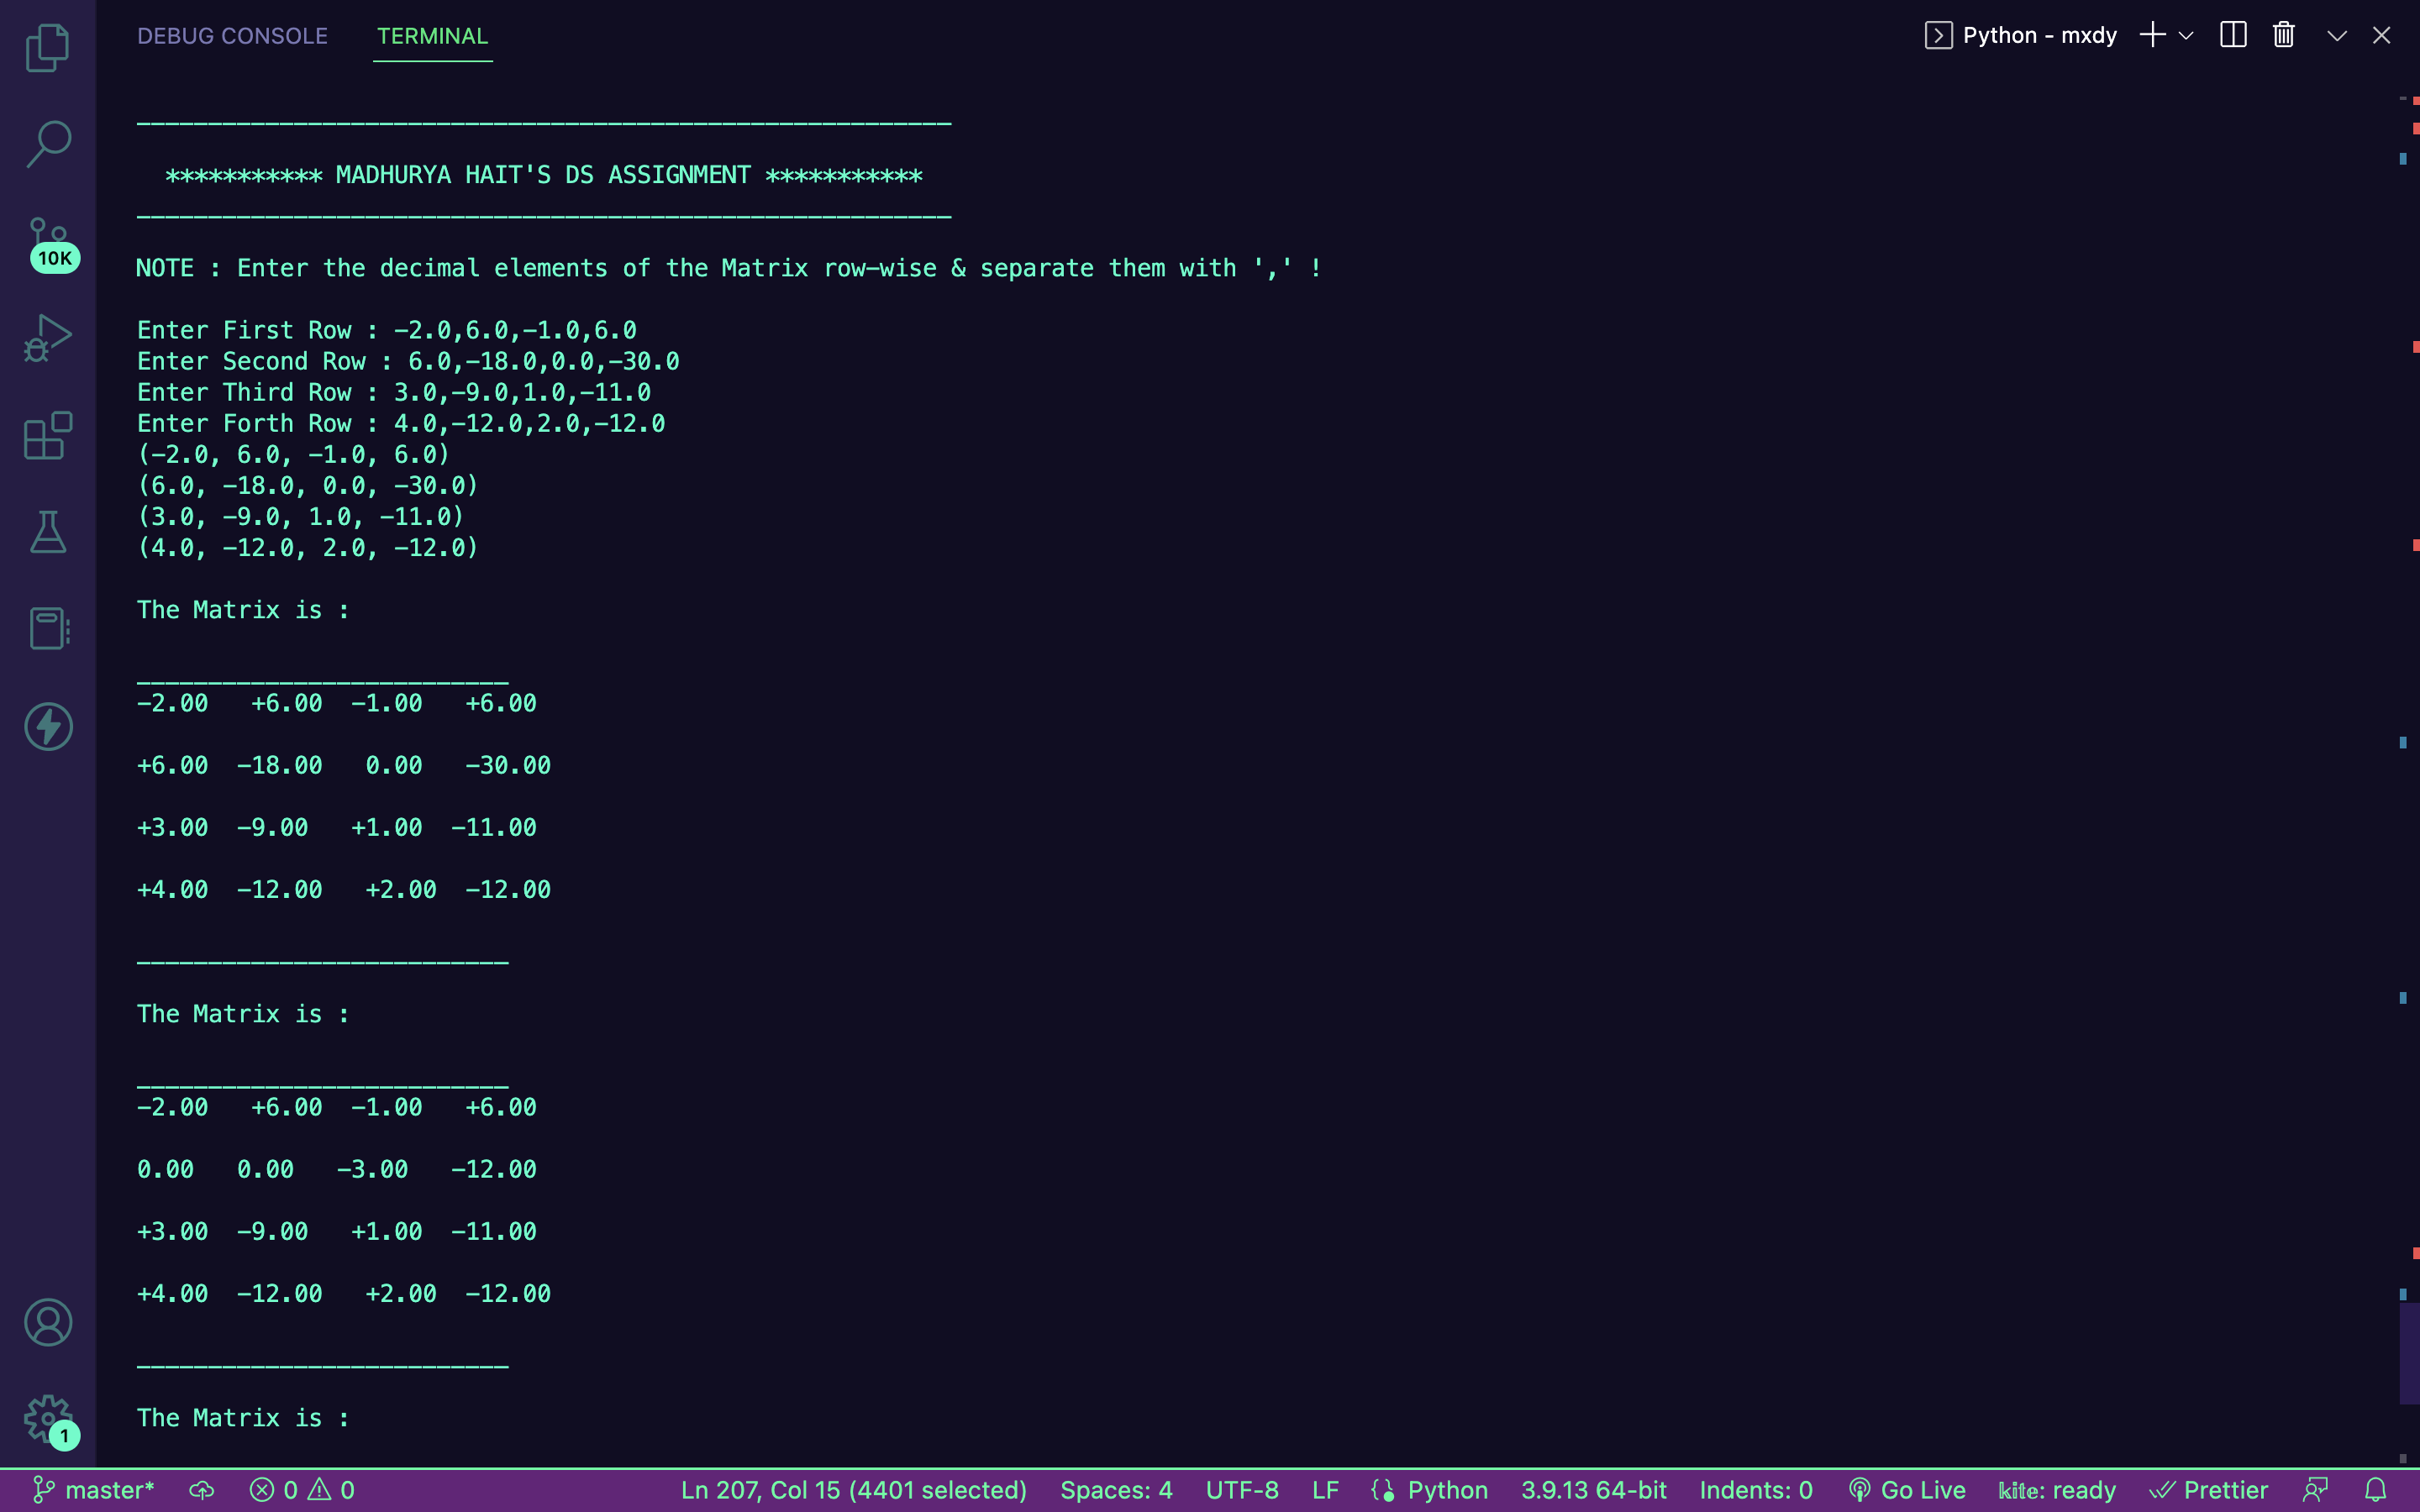 DEBUG CONSOLE TERMINAL Python - mxdy
*********** MADHURYA HAIT'S DS ASSIGNMENT ***********
NOTE : Enter the decimal elements of the Matrix row-wise & separate them with ',' !
Enter First Row : -2.0,6.0,-1.0,6.0
Enter Second Row : 6.0,-18.0,0.0,-30.0
Enter Third Row : 3.0,-9.0,1.0,-11.0
Enter Forth Row : 4.0,-12.0,2.0,-12.0
(-2.0, 6.0, -1.0, 6.0)
(6.0, -18.0, 0.0, -30.0)
(3.0, -9.0, 1.0, -11.0)
(4.0, -12.0, 2.0, -12.0)
The Matrix is :
-2.00 +6.00 -1.00 +6.00
+6.00 -18.00 0.00 -30.00
+3.00 -9.00 +1.00 -11.00
+4.00 -12.00 +2.00 -12.00
The Matrix is :
-2.00 +6.00 -1.00 +6.00
0.00 0.00 -3.00 -12.00
+3.00 -9.00 +1.00 -11.00
+4.00 -12.00 +2.00 -12.00
The Matrix is :
10K
1
master* 0 0 Ln 207, Col 15 (4401 selected) Spaces: 4 UTF-8 LF Python 3.9.13 64-bit Indents: 0 Go Live kite: ready Prettier